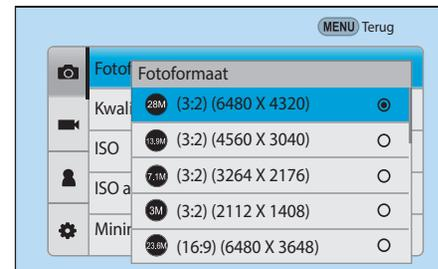 MENU Terug
Fotof
Fotoformaat
Kwali
28M (3:2) (6480 X 4320)
13.9M (3:2) (4560 X 3040)
ISO
7.1M (3:2) (3264 X 2176)
ISO a
3M (3:2) (2112 X 1408)
Minir
23.6M (16:9) (6480 X 3648)